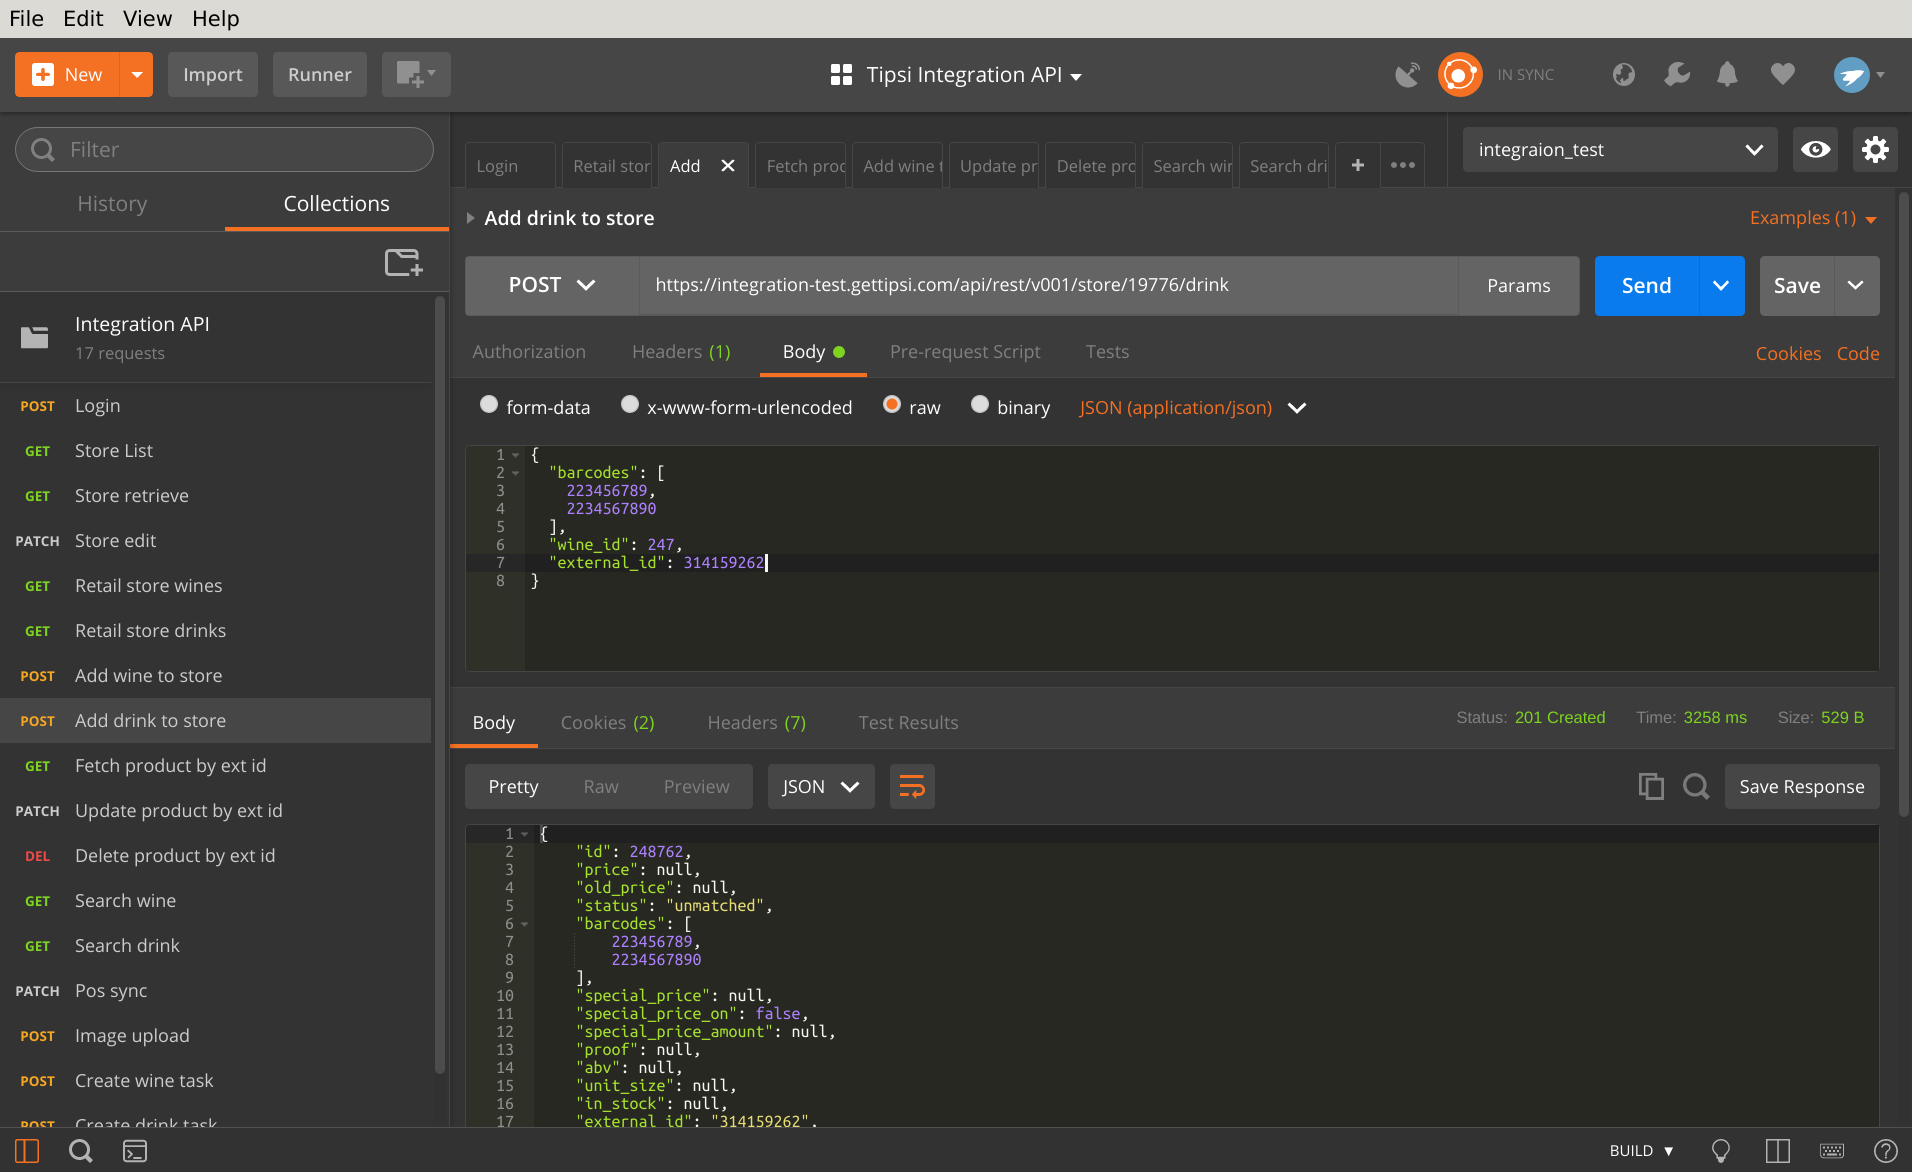 File Edit View Help
New Import Runner Tipsi Integration API IN SYNC
Filter
History Collections
Integration API
17 requests
POST Login
GET Store List
GET Store retrieve
PATCH Store edit
GET Retail store wines
GET Retail store drinks
POST Add wine to store
POST Add drink to store
GET Fetch product by ext id
PATCH Update product by ext id
DEL Delete product by ext id
GET Search wine
GET Search drink
PATCH Pos sync
POST Image upload
POST Create wine task
POST Create drink task
Login Retail stor Add Fetch prod Add wine t Update pr Delete pro Search win Search dri
integraion_test
Add drink to store Examples (1)
POST https://integration-test.gettipsi.com/api/rest/v001/store/19776/drink Params Send Save
Authorization Headers (1) Body Pre-request Script Tests Cookies Code
form-data x-www-form-urlencoded raw binary JSON (application/json)
1 {
2 "barcodes": [
3 223456789,
4 2234567890
5 ],
6 "wine_id": 247,
7 "external_id": 314159262
8 }
Body Cookies (2) Headers (7) Test Results Status: 201 Created Time: 3258 ms Size: 529 B
Pretty Raw Preview JSON Save Response
1 {
2 "id": 248762,
3 "price": null,
4 "old_price": null,
5 "status": "unmatched",
6 "barcodes": [
7 223456789,
8 2234567890
9 ],
10 "special_price": null,
11 "special_price_on": false,
12 "special_price_amount": null,
13 "proof": null,
14 "abv": null,
15 "unit_size": null,
16 "in_stock": null,
17 "external_id": "314159262",
BUILD